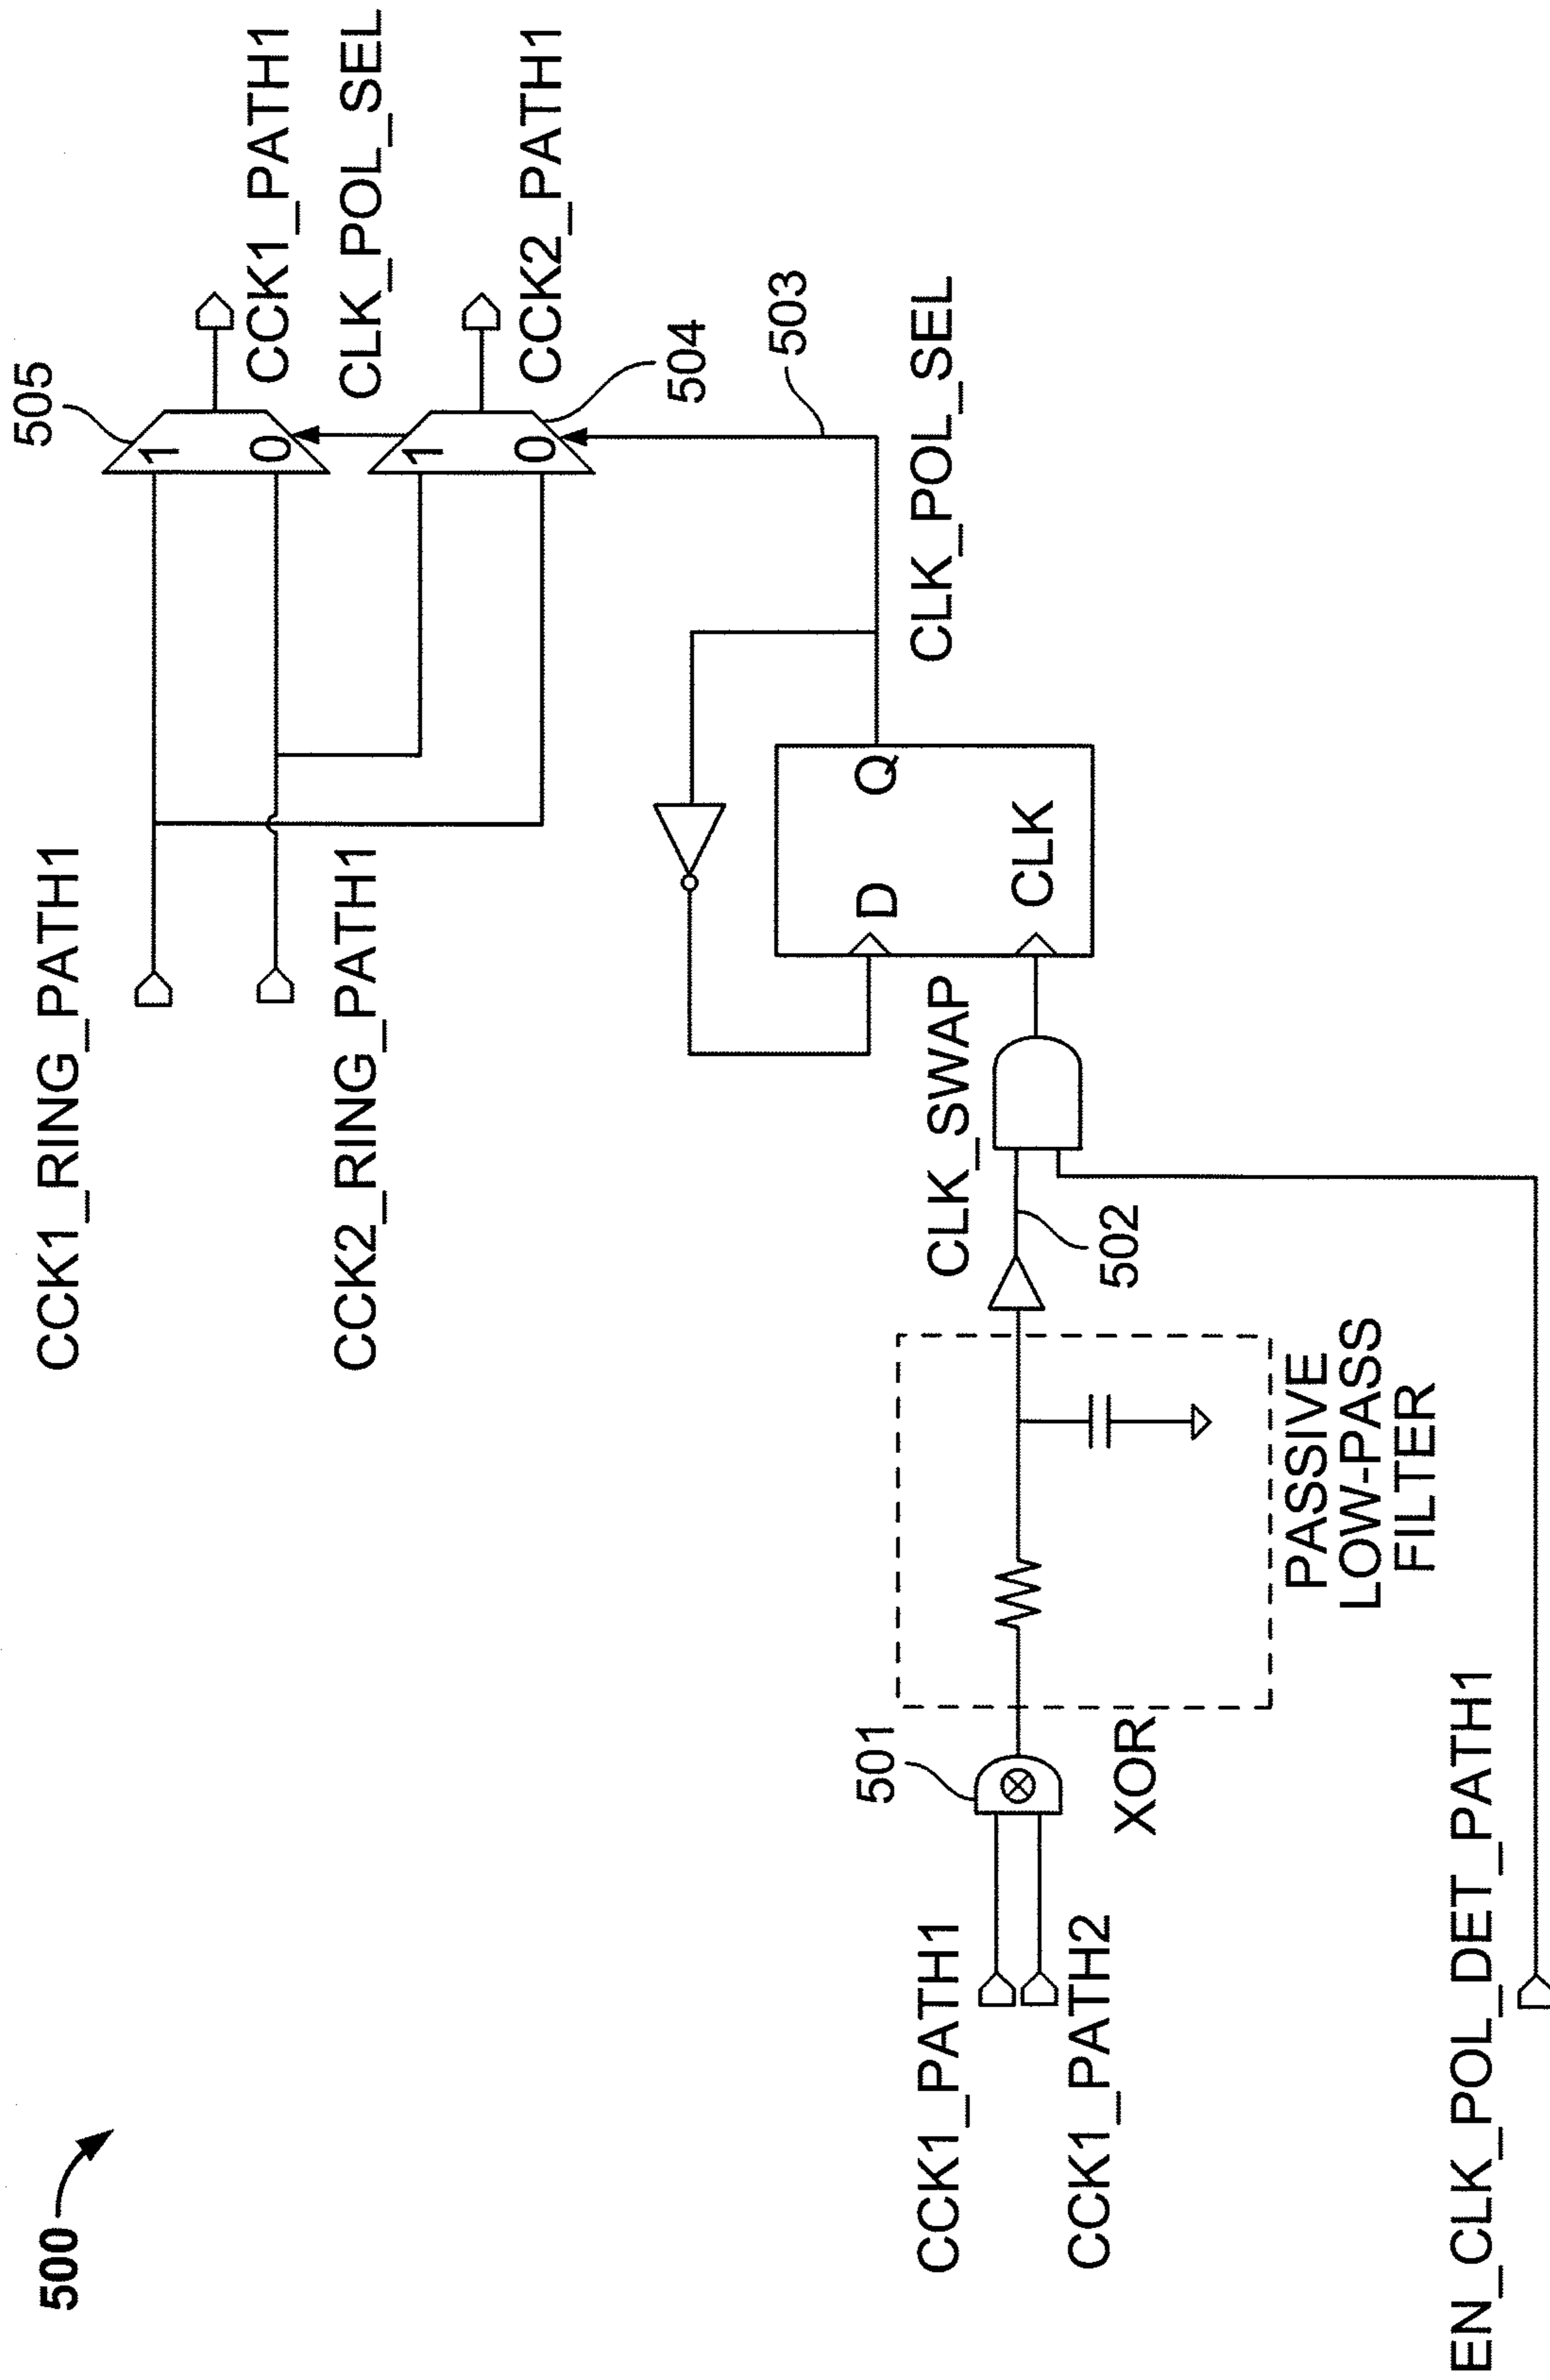 500
CCK1_RING_PATH1
CCK2_RING_PATH1
505
1
0
CCK1_PATH1
CLK_POL_SEL
1
0
CCK2_PATH1
504
503
CLK_POL_SEL
D
Q
CLK
CLK_SWAP
502
501
XOR
CCK1_PATH1
CCK1_PATH2
PASSIVE
LOW-PASS
FILTER
EN_CLK_POL_DET_PATH1